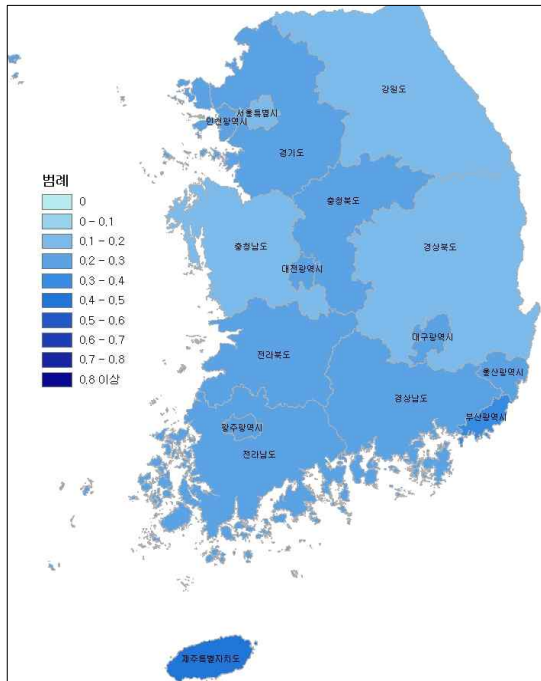 강원도
서울특별시
인천광역시
경기도
범례
0
0 - 0.1
0.1 - 0.2
0.2 - 0.3
0.3 - 0.4
0.4 - 0.5
0.5 - 0.6
0.6 - 0.7
0.7 - 0.8
0.8 이상
충청북도
충청남도
경상북도
대전광역시
대구광역시
전라북도
울산광역시
경상남도
부산광역시
광주광역시
전라남도
제주특별자치도